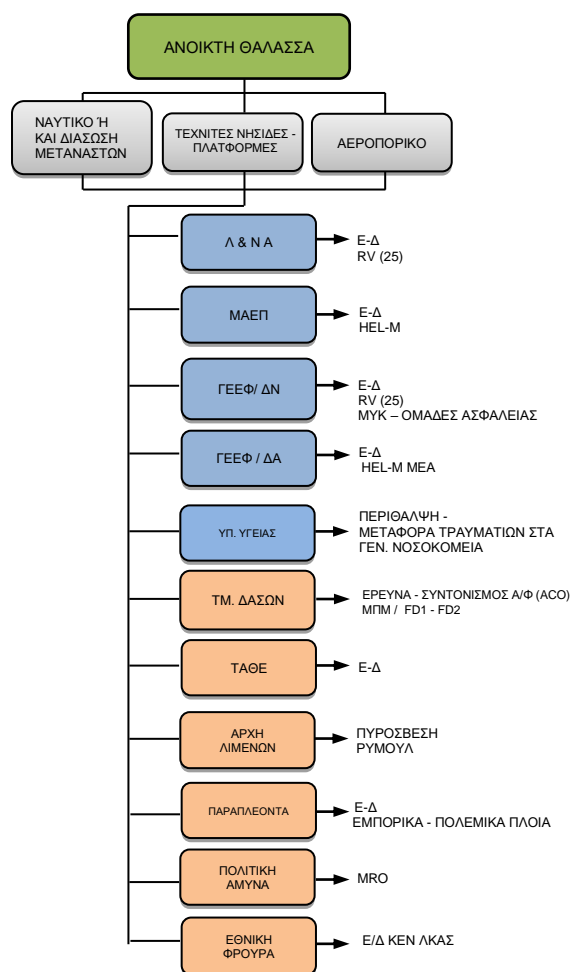 ΑΝΟΙΚΤΗ ΘΑΛΑΣΣΑ
ΝΑΥΤΙΚΟ Ή
ΚΑΙ ΔΙΑΣΩΣΗ
ΜΕΤΑΝΑΣΤΩΝ
ΤΕΧΝΙΤΕΣ ΝΗΣΙΔΕΣ -
ΠΛΑΤΦΟΡΜΕΣ
ΑΕΡΟΠΟΡΙΚΟ
Λ & Ν Α
Ε-Δ
RV (25)
ΜΑΕΠ
Ε-Δ
HEL-M
ΓΕΕΦ/ ΔΝ
Ε-Δ
RV (25)
ΜΥΚ – ΟΜΑΔΕΣ ΑΣΦΑΛΕΙΑΣ
ΓΕΕΦ / ΔΑ
Ε-Δ
HEL-M ΜΕΑ
ΥΠ. ΥΓΕΙΑΣ
ΠΕΡΙΘΑΛΨΗ -
ΜΕΤΑΦΟΡΑ ΤΡΑΥΜΑΤΙΩΝ ΣΤΑ
ΓΕΝ. ΝΟΣΟΚΟΜΕΙΑ
ΤΜ. ΔΑΣΩΝ
ΕΡΕΥΝΑ - ΣΥΝΤΟΝΙΣΜΟΣ Α/Φ (ACO)
ΜΠΜ / FD1 - FD2
ΤΑΘΕ
Ε-Δ
ΑΡΧΗ
ΛΙΜΕΝΩΝ
ΠΥΡΟΣΒΕΣΗ
ΡΥΜΟΥΛ
ΠΑΡΑΠΛΕΟΝΤΑ
Ε-Δ
ΕΜΠΟΡΙΚΑ - ΠΟΛΕΜΙΚΑ ΠΛΟΙΑ
ΠΟΛΙΤΙΚΗ
ΑΜΥΝΑ
MRO
ΕΘΝΙΚΗ
ΦΡΟΥΡΑ
Ε/Δ ΚΕΝ ΛΚΑΣ